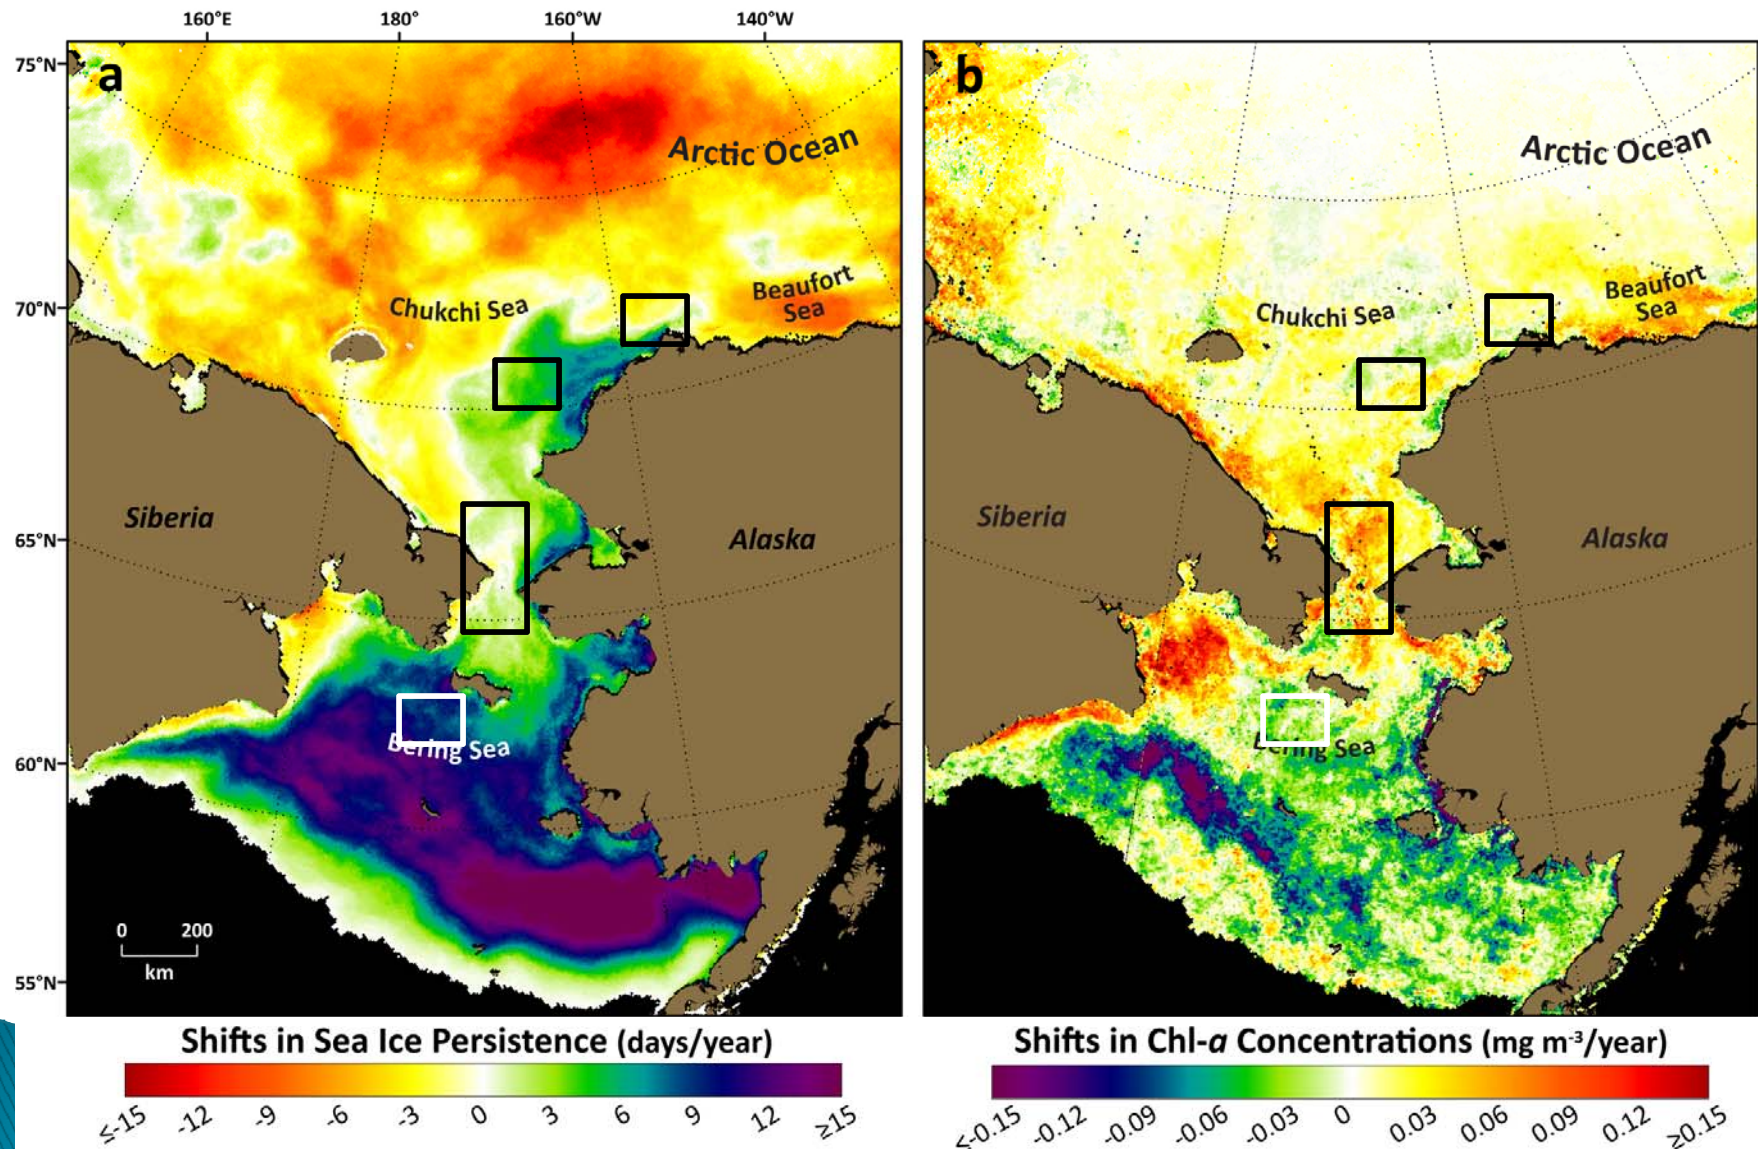 160°E 180° 160°W 140°W
75°N
70°N
65°N
60°N
55°N
a
Arctic Ocean
Chukchi Sea
Beaufort
Sea
Siberia
Alaska
Bering Sea
0 200
km
Shifts in Sea Ice Persistence (days/year)
≤-15 -12 -9 -6 -3 0 3 6 9 12 ≥15
b
Arctic Ocean
Chukchi Sea
Beaufort
Sea
Siberia
Alaska
Bering Sea
Shifts in Chl-a Concentrations (mg m⁻³/year)
≤-0.15 -0.12 -0.09 -0.06 -0.03 0 0.03 0.06 0.09 0.12 ≥0.15